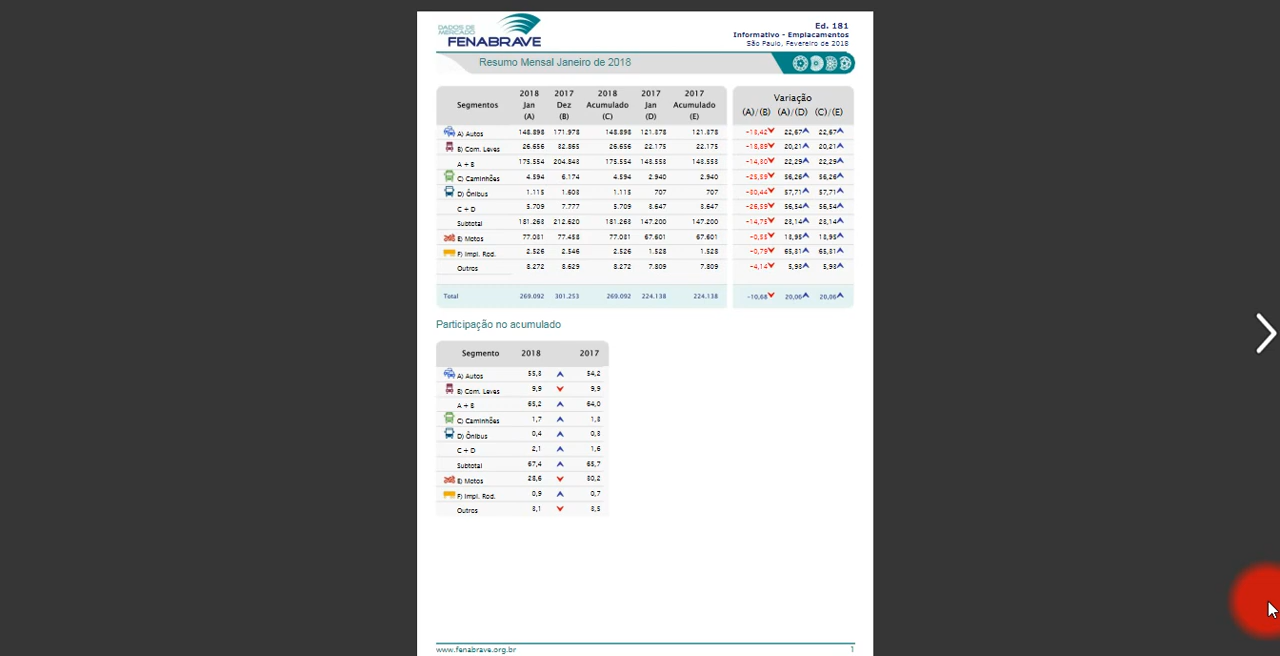 DADOS DE
MERCADO
FENABRAVE
Ed. 181
Informativo - Emplacamentos
São Paulo, Fevereiro de 2018
Resumo Mensal Janeiro de 2018
Segmentos 2018 Jan (A) 2017 Dez (B) 2018 Acumulado (C) 2017 Jan (D) 2017 Acumulado (E) Variação (A)/(B) (A)/(D) (C)/(E)
A) Autos 148.898 171.978 148.898 121.378 121.378 22,67 22,67
B) Com. Leves 26.656 32.865 26.656 22.175 22.175 -18,89 20,21 20,21
A + B 175.554 204.843 175.554 143.553 143.553 -14,30 22,29 22,29
C) Caminhões 4.594 6.174 4.594 2.940 2.940 -25,59 56,26 56,26
D) Ônibus 1.115 1.603 1.115 707 707 -30,44 57,71 57,71
C + D 5.709 7.777 5.709 3.647 3.647 -26,59 56,54 56,54
Subtotal 181.263 212.620 181.263 147.200 147.200 -14,75 23,14 23,14
E) Motos 77.031 77.458 77.031 67.601 67.601 -0,55 13,95 13,95
F) Impl. Rod. 2.526 2.546 2.526 1.528 1.528 -0,79 65,31 65,31
Outros 8.272 8.629 8.272 7.809 7.809 -4,14 5,93 5,93
Total 269.092 301.253 269.092 224.138 224.138 -10,68 20,06 20,06
Participação no acumulado
Segmento 2018 2017
A) Autos 55,3 54,2
B) Com. Leves 9,9 9,9
A + B 65,2 64,0
C) Caminhões 1,7 1,3
D) Ônibus 0,4 0,3
C + D 2,1 1,6
Subtotal 67,4 65,7
E) Motos 28,6 30,2
F) Impl. Rod. 0,9 0,7
Outros 3,1 3,5
www.fenabrave.org.br 1